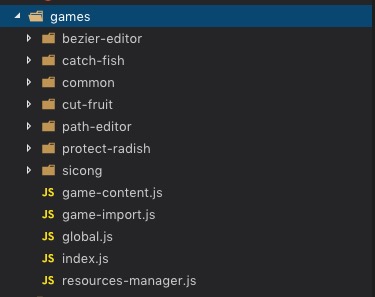 games
bezier-editor
catch-fish
common
cut-fruit
path-editor
protect-radish
sicong
JS game-content.js
JS game-import.js
JS global.js
JS index.js
JS resources-manager.js